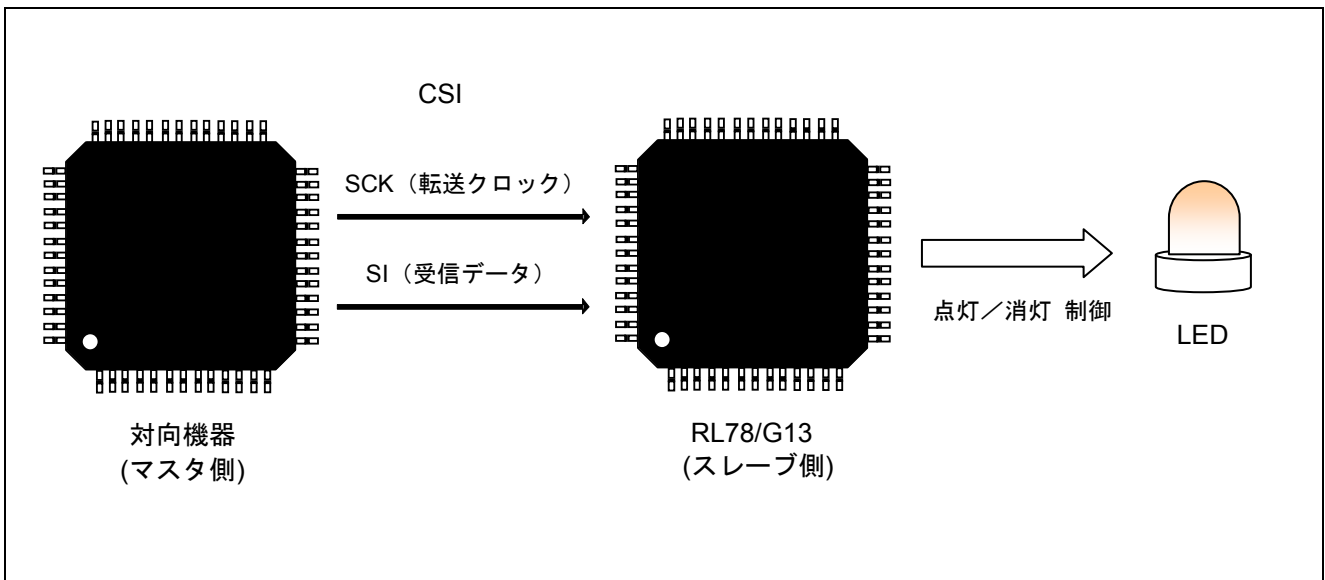 CSI
SCK（転送クロック）
SI（受信データ）
点灯／消灯 制御
LED
対向機器
(マスタ側)
RL78/G13
(スレーブ側)